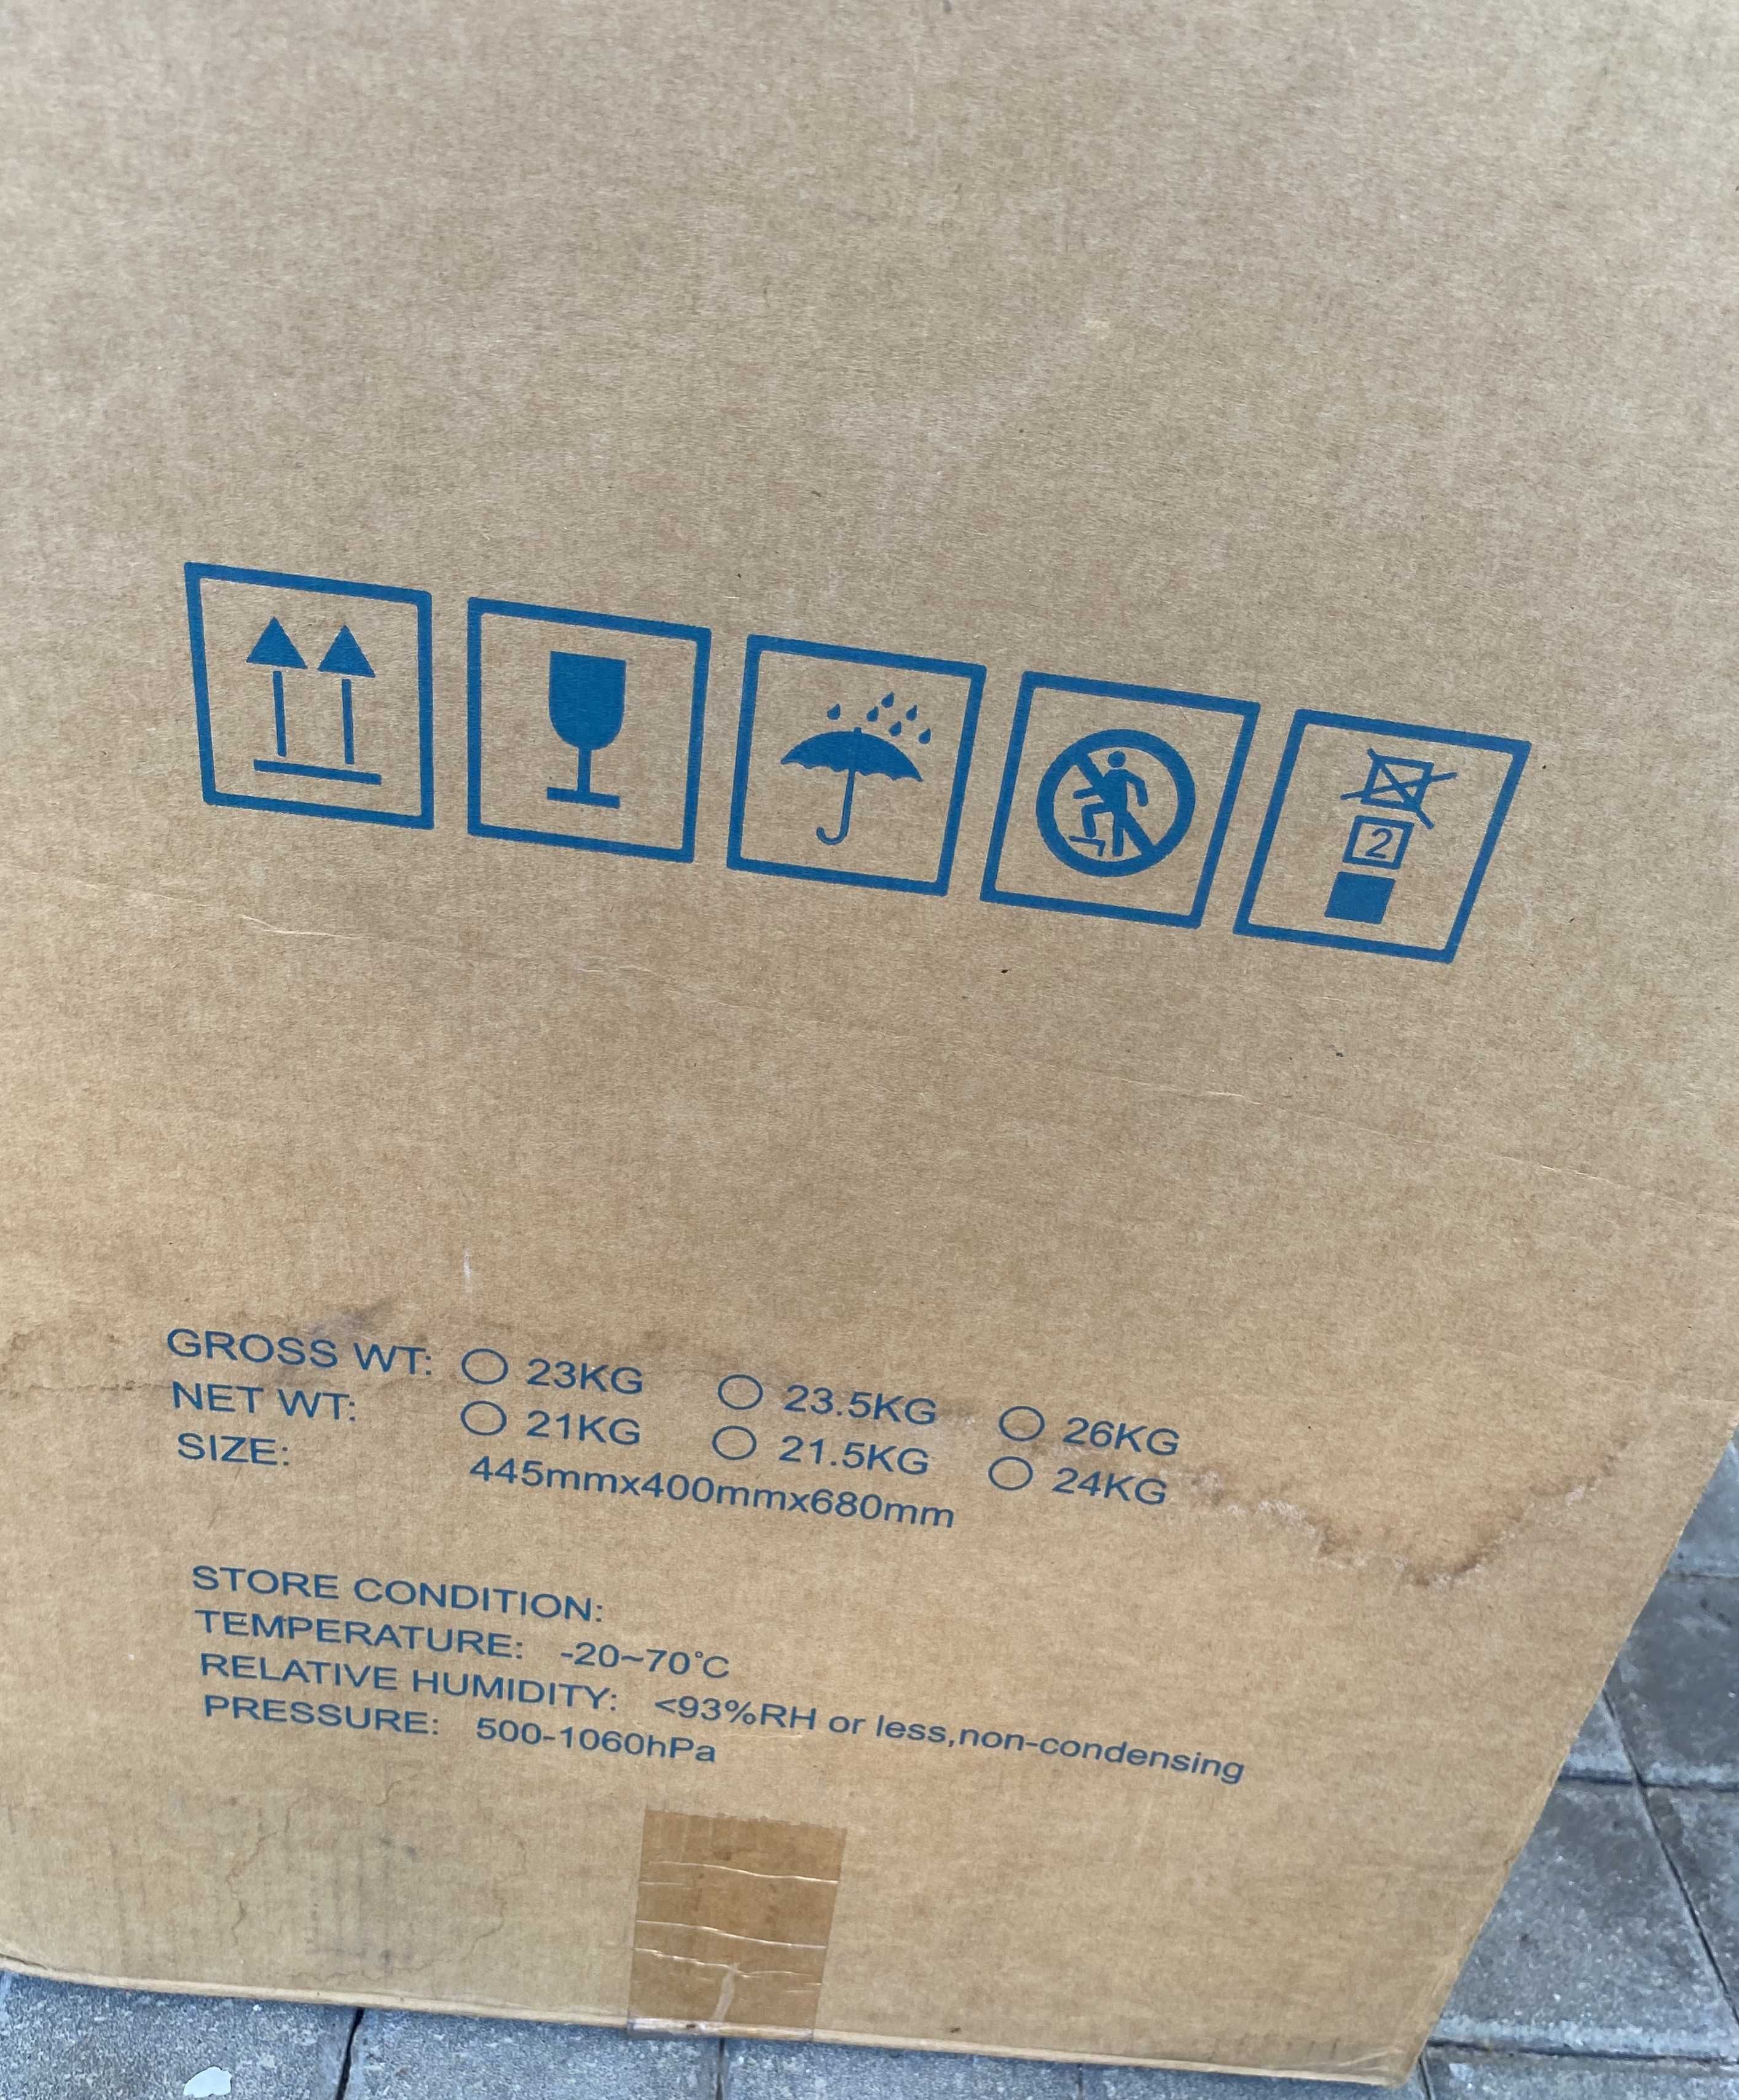 2
GROSS WT: ○ 23KG ○ 23.5KG ○ 26KG
NET WT: ○ 21KG ○ 21.5KG ○ 24KG
SIZE: 445mmx400mmx680mm
STORE CONDITION:
TEMPERATURE: -20~70°C
RELATIVE HUMIDITY: <93%RH or less,non-condensing
PRESSURE: 500-1060hPa